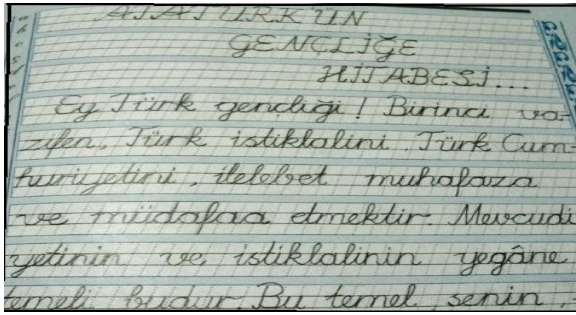 ATATÜRK'ÜN
GENÇLİĞE
HİTABESİ...
Ey Türk gençliği! Birinci va-
zifen, Türk istiklalini, Türk Cum-
huriyetini, ilelebet muhafaza
ve müdafaa etmektir. Mevcudi
yetinin ve istiklalinin yegâne
temeli budur. Bu temel, senin,